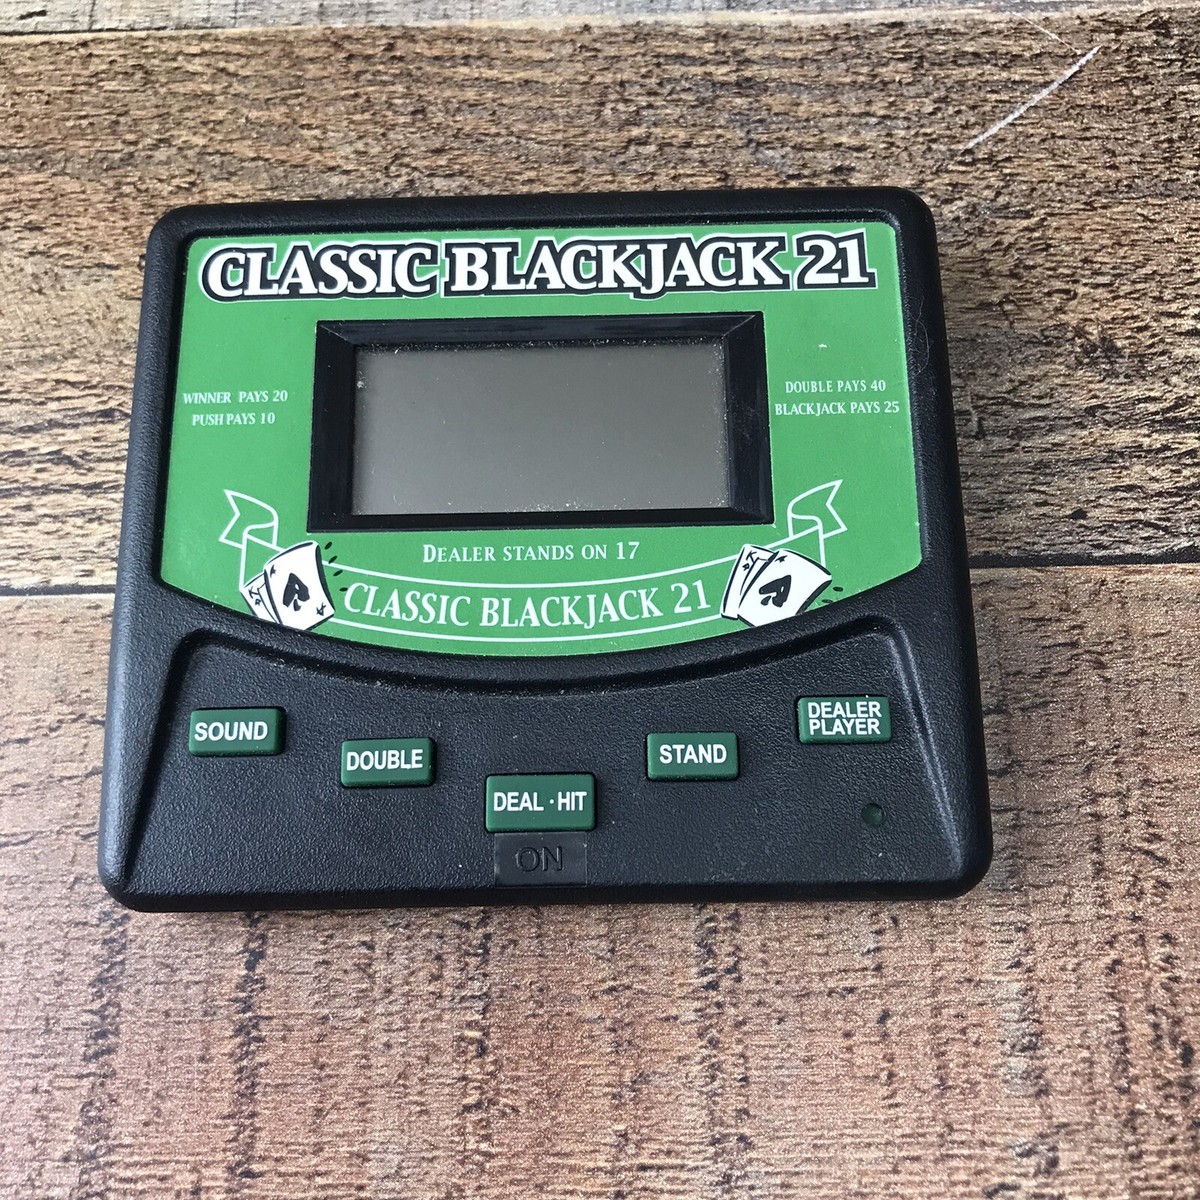 CLASSIC BLACKJACK 21
WINNER PAYS 20
PUSH PAYS 10
DOUBLE PAYS 40
BLACKJACK PAYS 25
DEALER STANDS ON 17
CLASSIC BLACKJACK 21
SOUND
DOUBLE
DEAL · HIT
ON
STAND
DEALER
PLAYER